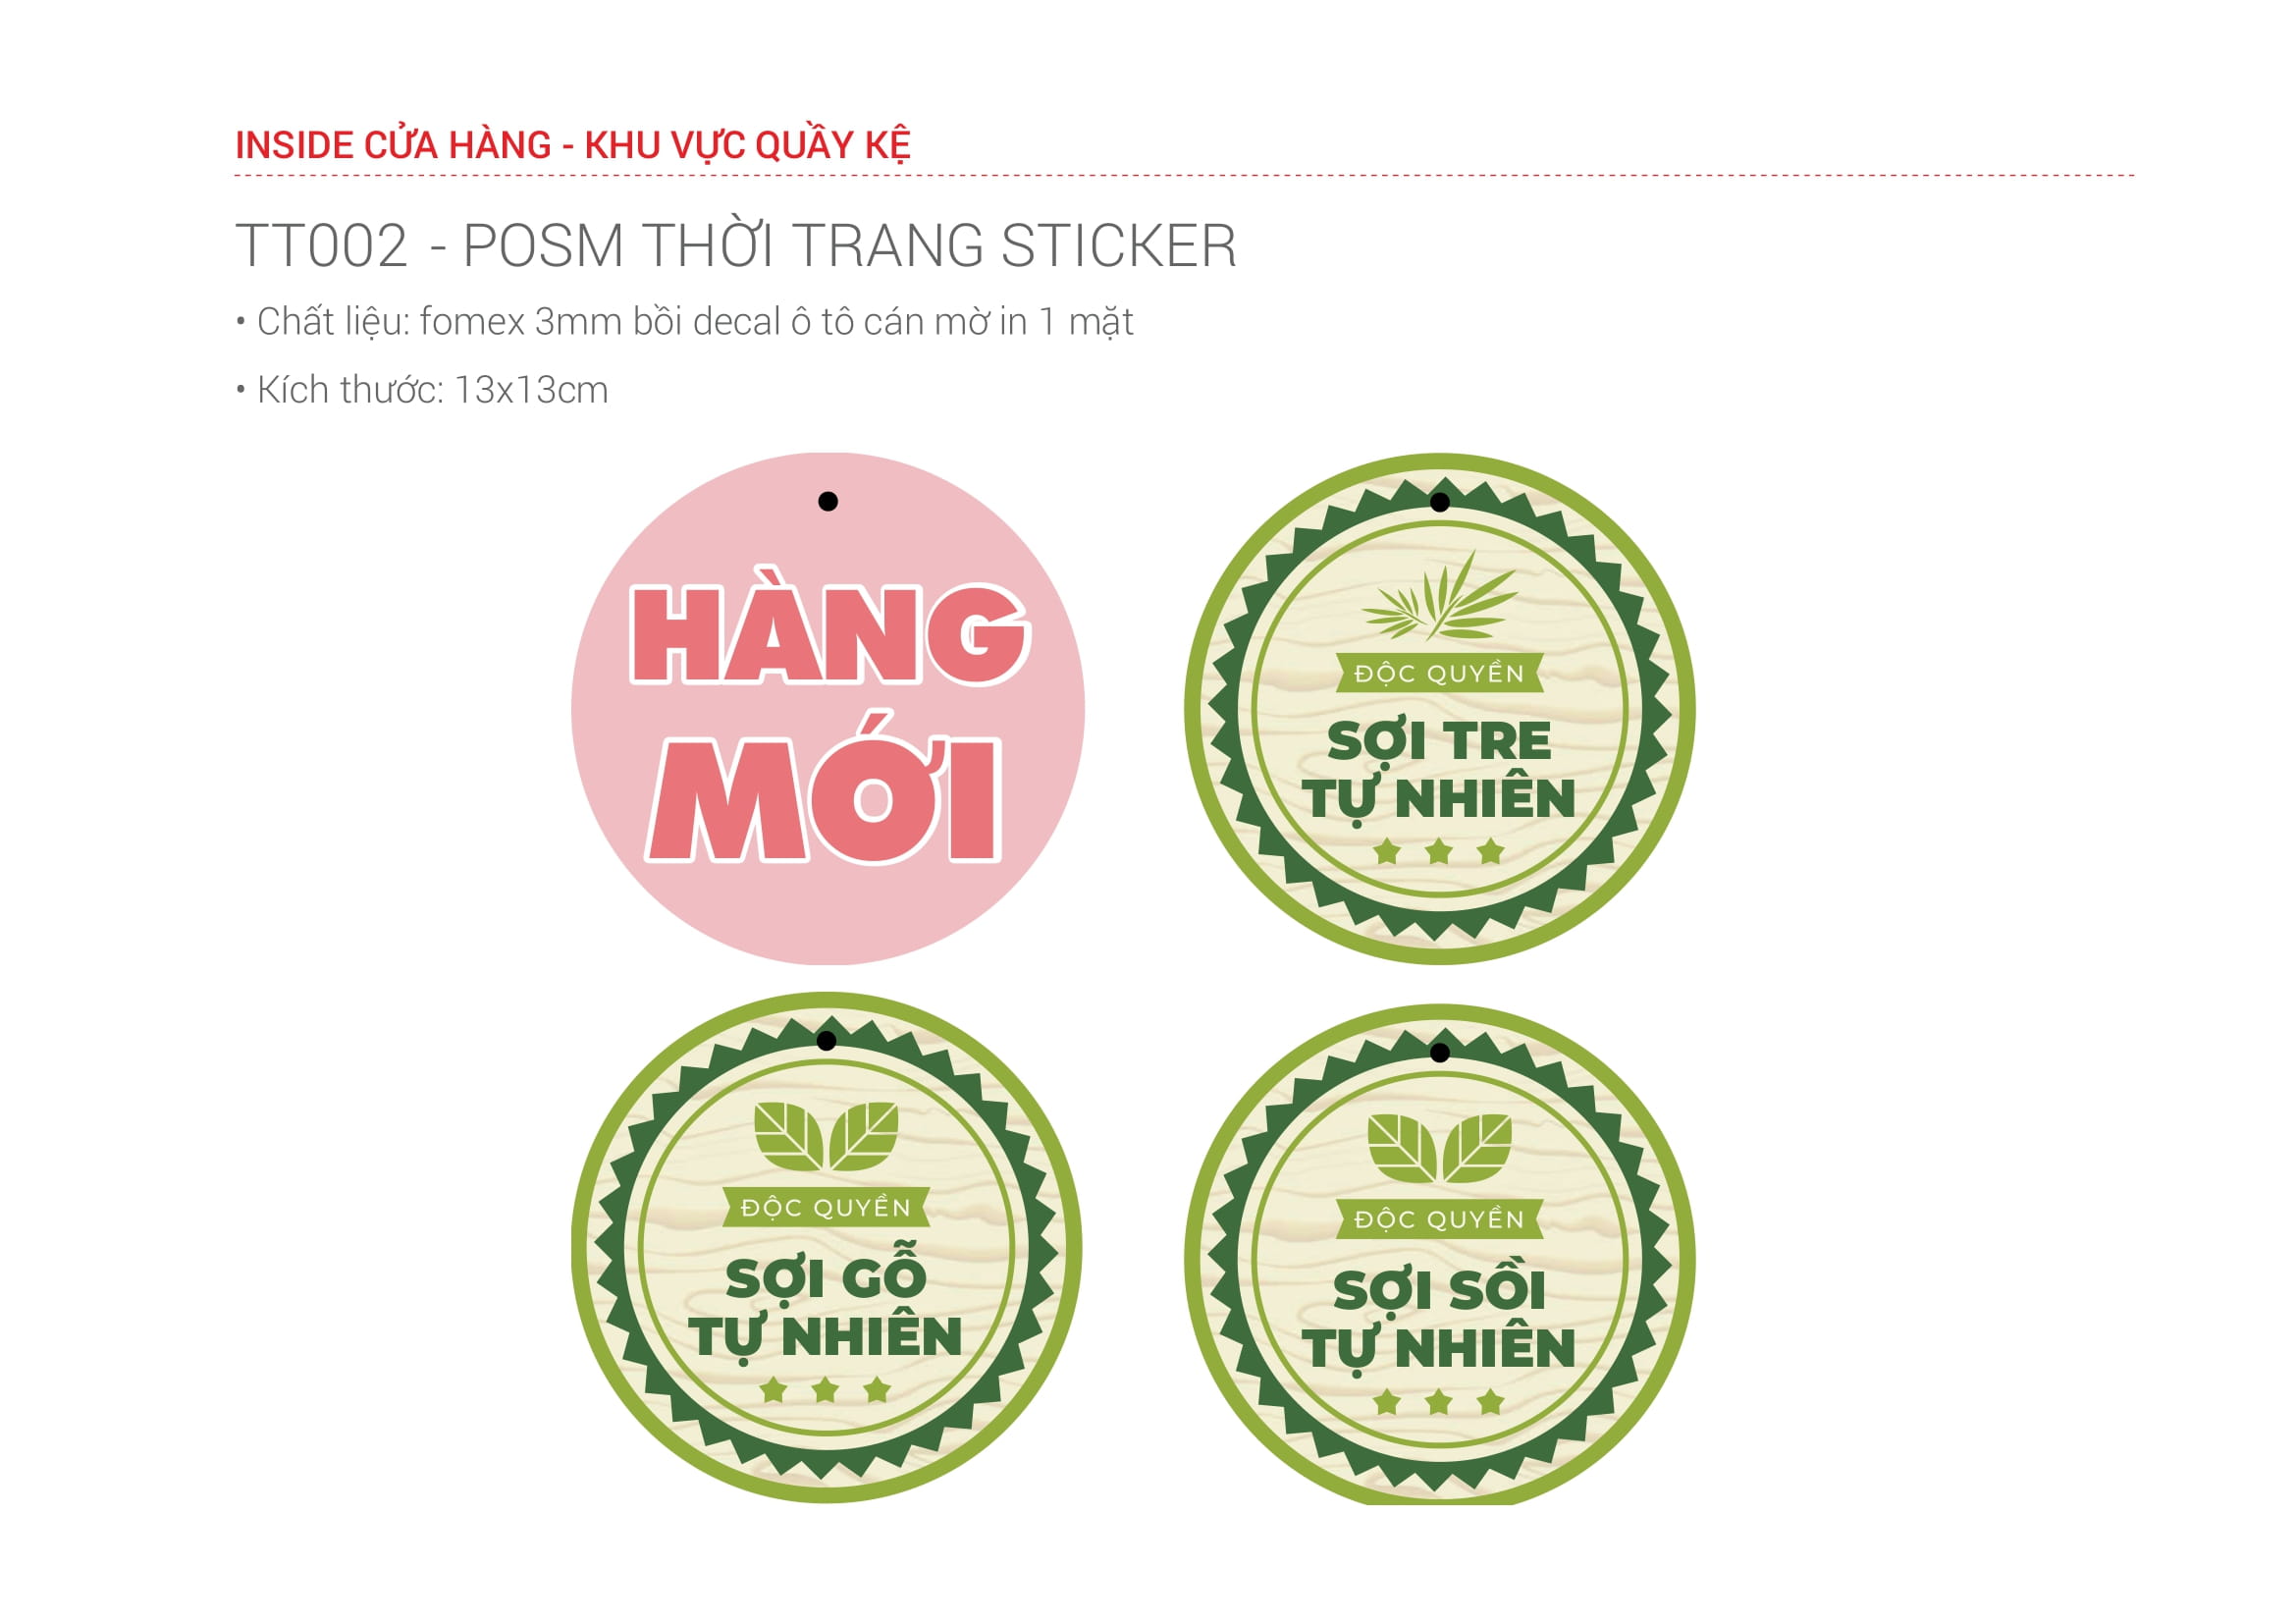 INSIDE CỬA HÀNG - KHU VỰC QUẦY KỆ
TT002 - POSM THỜI TRANG STICKER
• Chất liệu: fomex 3mm bồi decal ô tô cán mờ in 1 mặt
• Kích thước: 13x13cm
HÀNG
MỚI
ĐỘC QUYỀN
SỢI TRE
TỰ NHIÊN
ĐỘC QUYỀN
SỢI GỖ
TỰ NHIÊN
ĐỘC QUYỀN
SỢI SỒI
TỰ NHIÊN